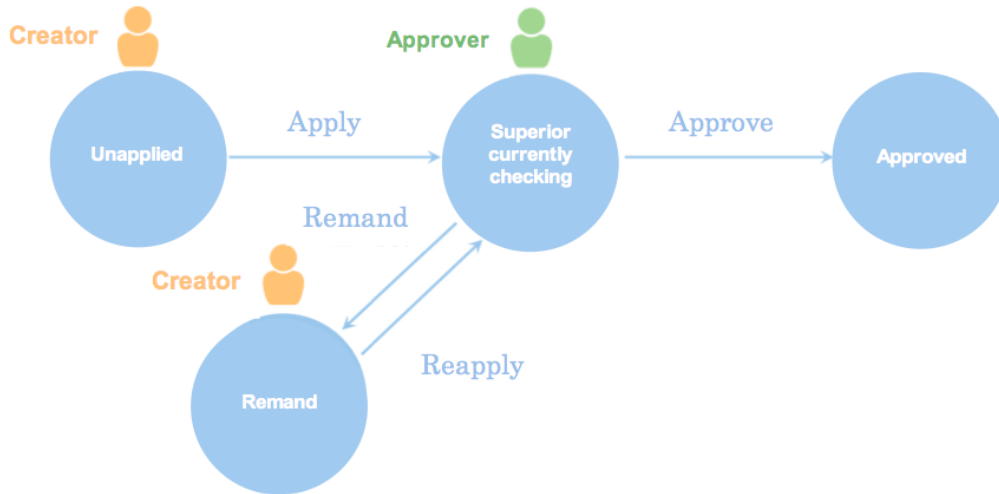 Creator
Approver
Apply
Approve
Unapplied
Superior
currently
checking
Approved
Remand
Creator
Reapply
Remand